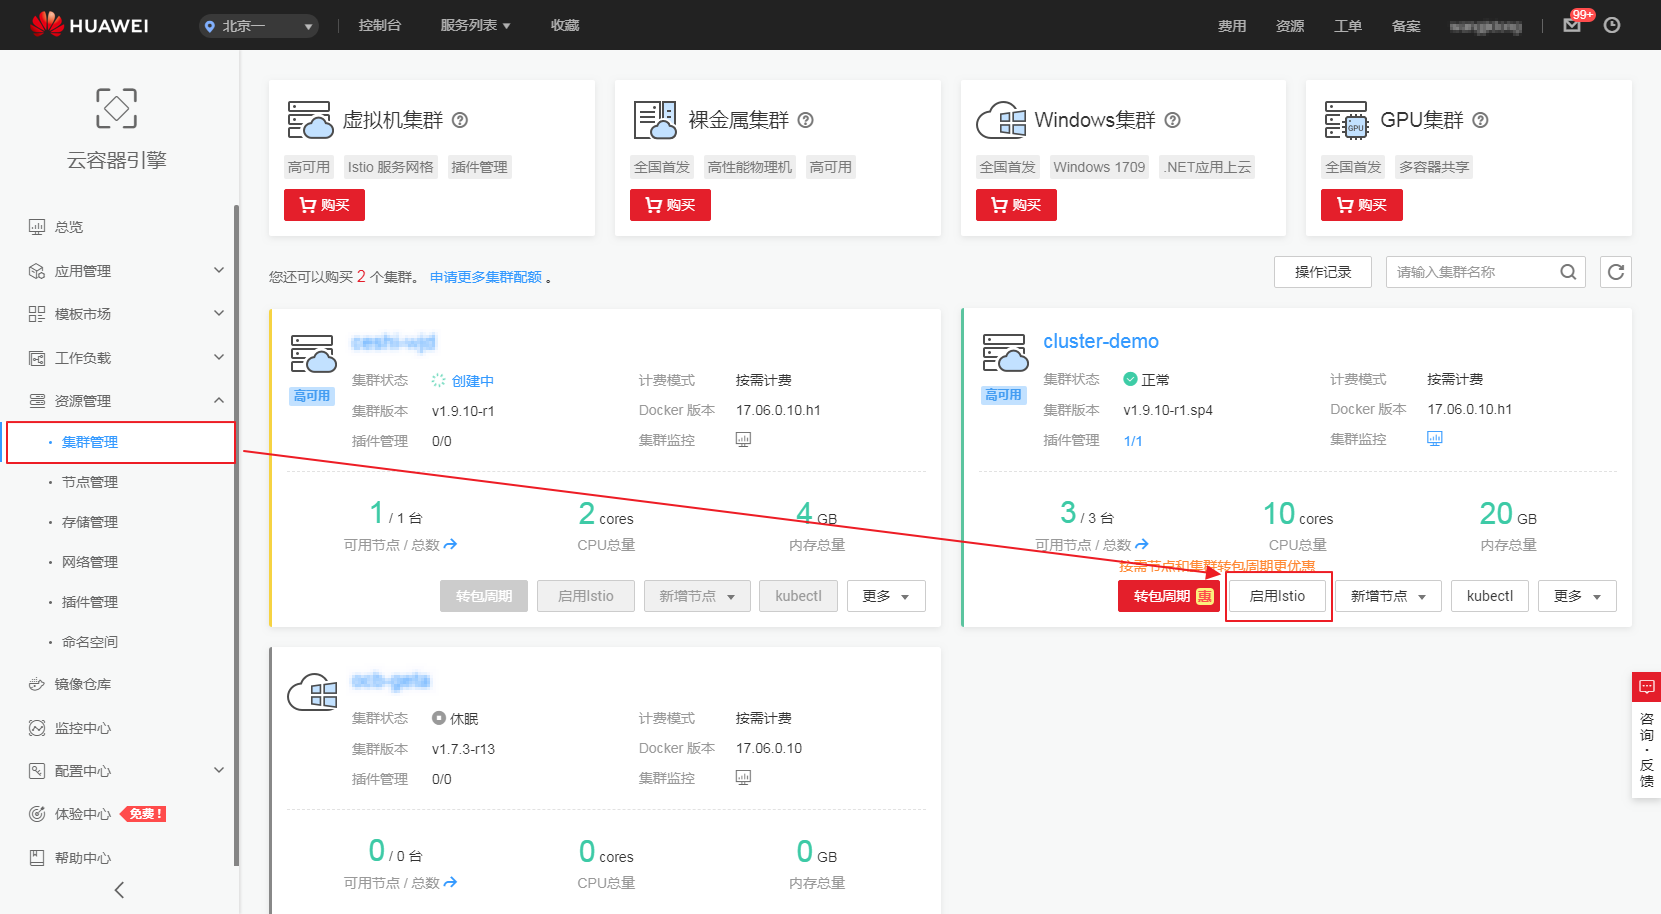 HUAWEI 北京一 控制台 服务列表 收藏 费用 资源 工单 备案 99+
云容器引擎
总览
应用管理
模板市场
工作负载
资源管理
集群管理
节点管理
存储管理
网络管理
插件管理
命名空间
镜像仓库
监控中心
配置中心
体验中心 免费!
帮助中心
虚拟机集群
高可用 Istio 服务网格 插件管理
购买
裸金属集群
全国首发 高性能物理机 高可用
购买
Windows集群
全国首发 Windows 1709 .NET应用上云
购买
GPU
GPU集群
全国首发 多容器共享
购买
您还可以购买 2 个集群。 申请更多集群配额 。
操作记录 请输入集群名称
ceshi-wjd
高可用
集群状态 创建中 计费模式 按需计费
集群版本 v1.9.10-r1 Docker 版本 17.06.0.10.h1
插件管理 0/0 集群监控
1 / 1 台 2 cores 4 GB
可用节点 / 总数 CPU总量 内存总量
转包周期 启用Istio 新增节点 kubectl 更多
cluster-demo
高可用
集群状态 正常 计费模式 按需计费
集群版本 v1.9.10-r1.sp4 Docker 版本 17.06.0.10.h1
插件管理 1/1 集群监控
3 / 3 台 10 cores 20 GB
可用节点 / 总数 CPU总量 内存总量
按需节点和集群转包周期更优惠
转包周期 惠 启用Istio 新增节点 kubectl 更多
ocb-geta
集群状态 休眠 计费模式 按需计费
集群版本 v1.7.3-r13 Docker 版本 17.06.0.10
插件管理 0/0 集群监控
0 / 0 台 0 cores 0 GB
可用节点 / 总数 CPU总量 内存总量
咨询·反馈